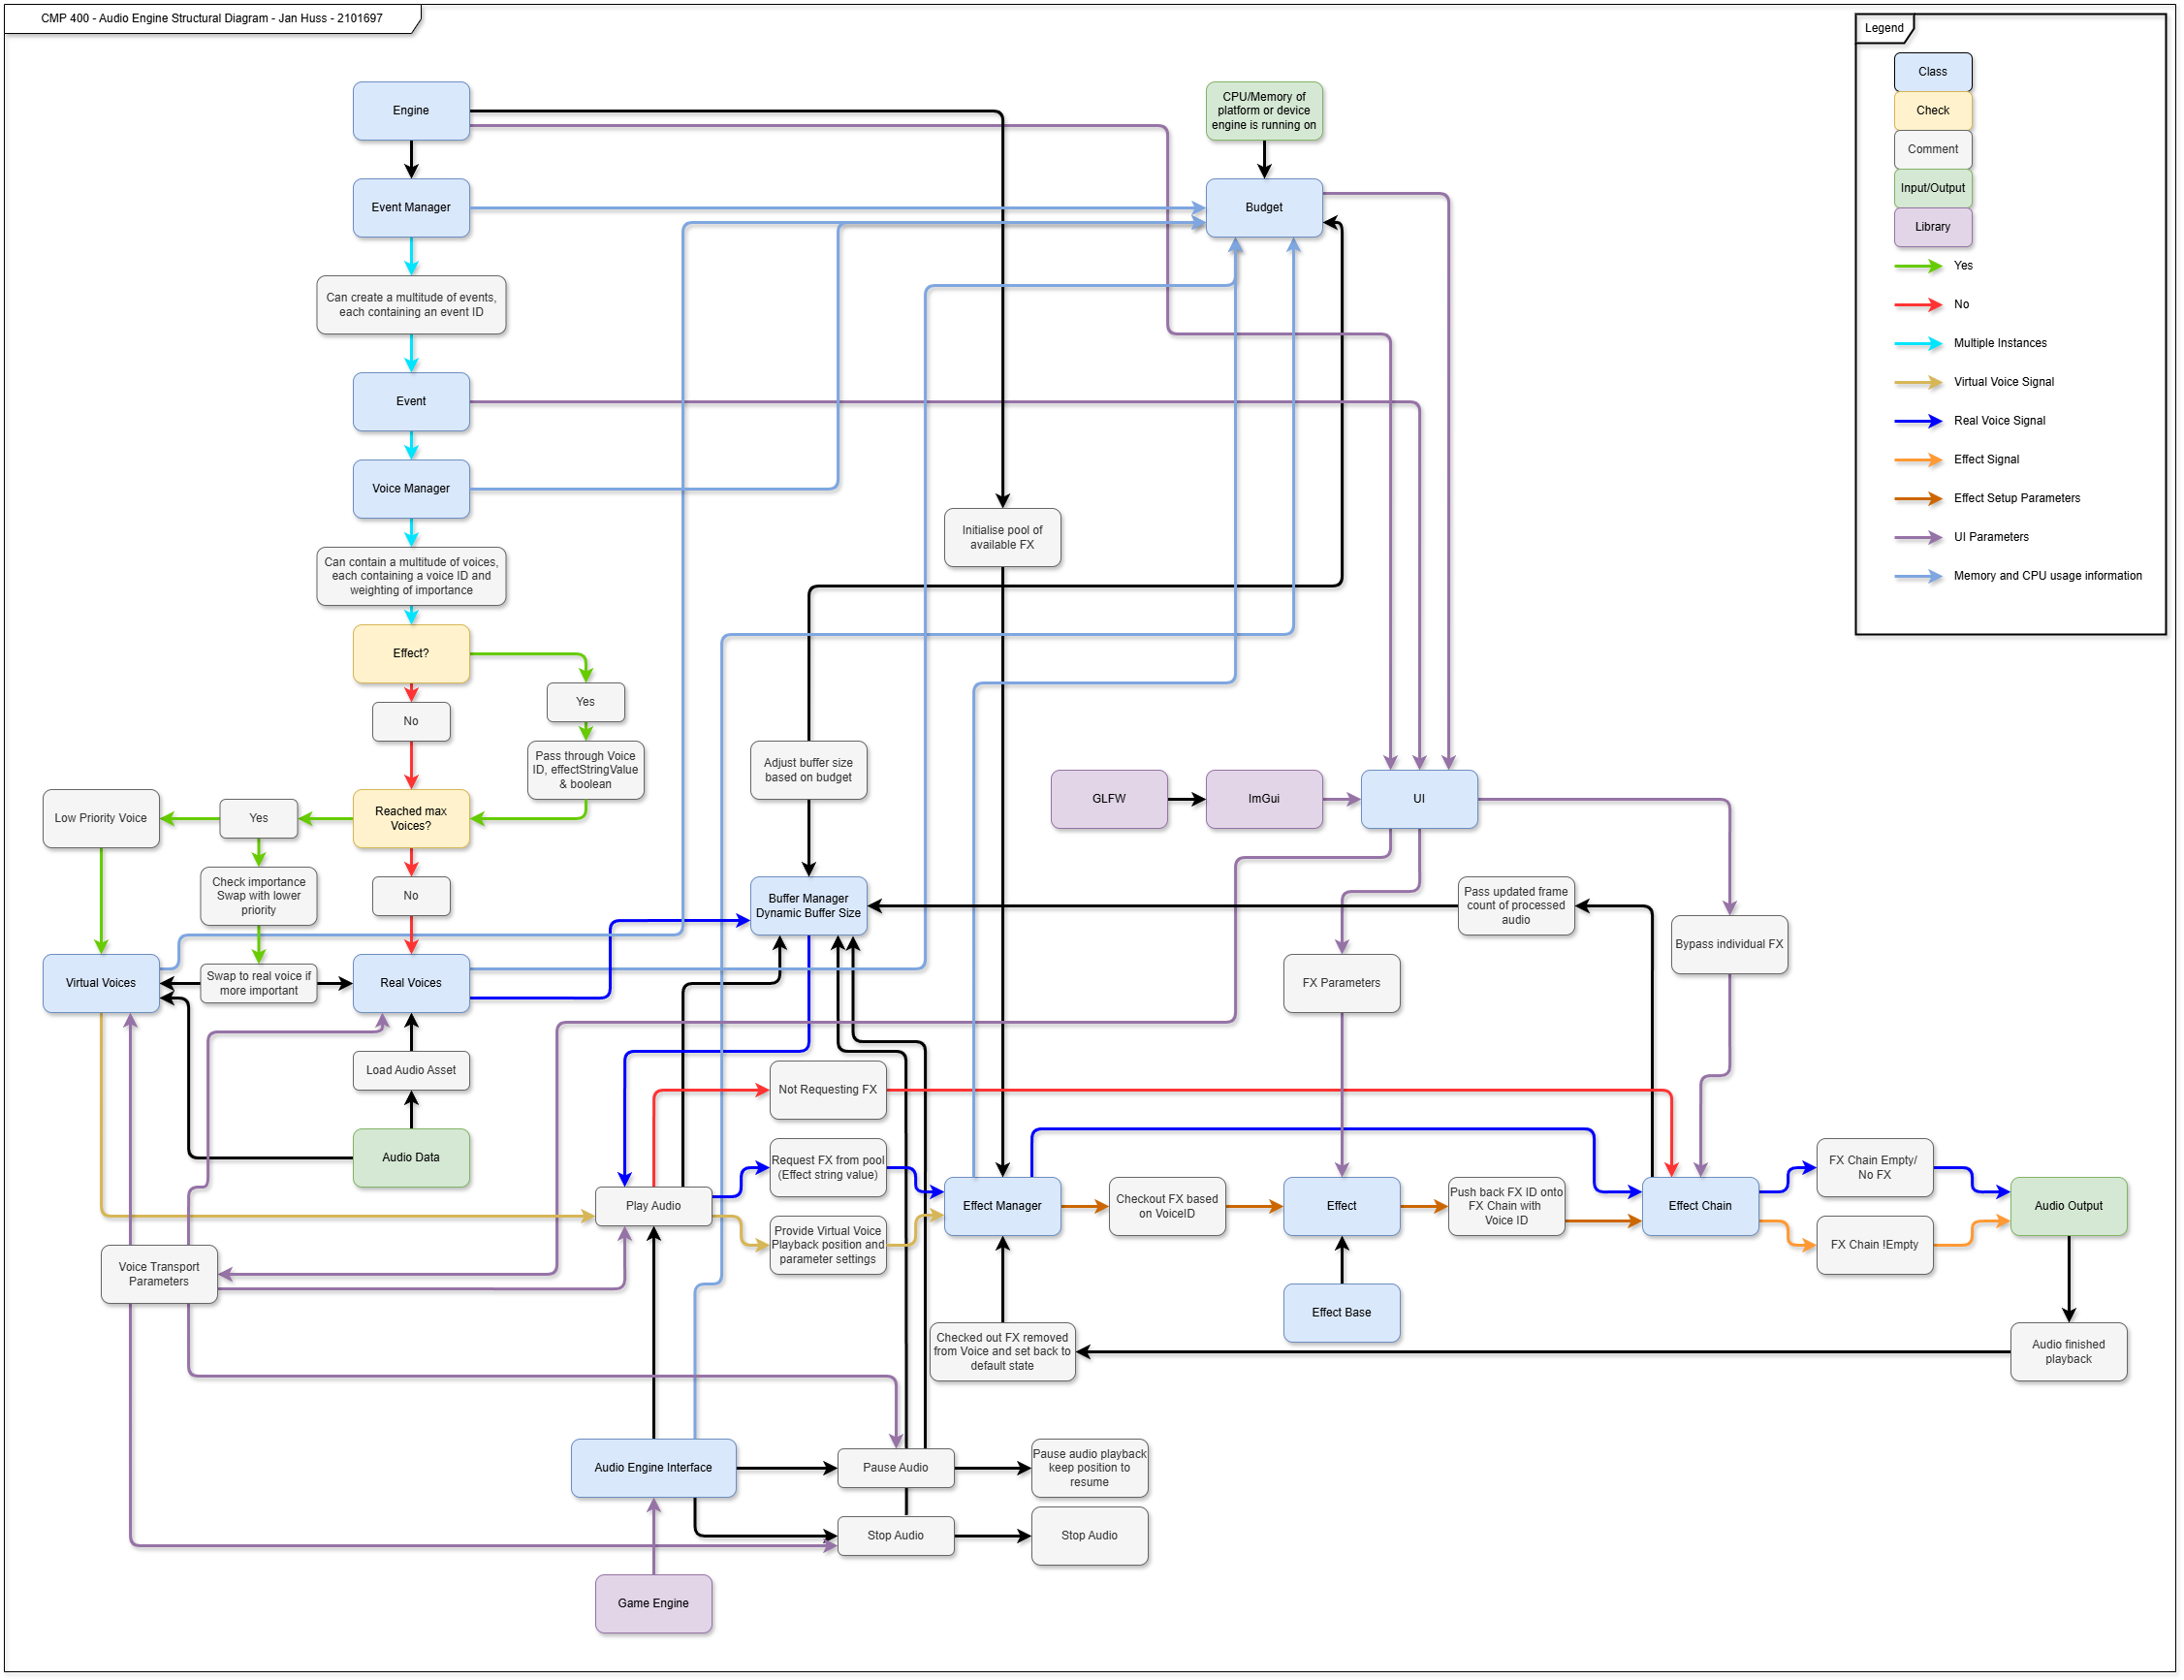 CMP 400 - Audio Engine Structural Diagram - Jan Huss - 2101697
Legend
Class
Check
Comment
Input/Output
Library
Yes
No
Multiple Instances
Virtual Voice Signal
Real Voice Signal
Effect Signal
Effect Setup Parameters
UI Parameters
Memory and CPU usage information
Engine
CPU/Memory of
platform or device
engine is running on
Event Manager
Budget
Can create a multitude of events,
each containing an event ID
Event
Voice Manager
Initialise pool of
available FX
Can contain a multitude of voices,
each containing a voice ID and
weighting of importance
Effect?
Yes
No
Pass through Voice
ID, effectStringValue
& boolean
Adjust buffer size
based on budget
GLFW
ImGui
UI
Low Priority Voice
Yes
Reached max
Voices?
Check importance
Swap with lower
priority
No
Buffer Manager
Dynamic Buffer Size
Pass updated frame
count of processed
audio
Bypass individual FX
Virtual Voices
Swap to real voice if
more important
Real Voices
FX Parameters
Load Audio Asset
Not Requesting FX
Audio Data
Request FX from pool
(Effect string value)
FX Chain Empty/
No FX
Play Audio
Effect Manager
Checkout FX based
on VoiceID
Effect
Push back FX ID onto
FX Chain with
Voice ID
Effect Chain
Audio Output
Provide Virtual Voice
Playback position and
parameter settings
FX Chain !Empty
Voice Transport
Parameters
Effect Base
Checked out FX removed
from Voice and set back to
default state
Audio finished
playback
Audio Engine Interface
Pause Audio
Pause audio playback
keep position to
resume
Stop Audio
Stop Audio
Game Engine